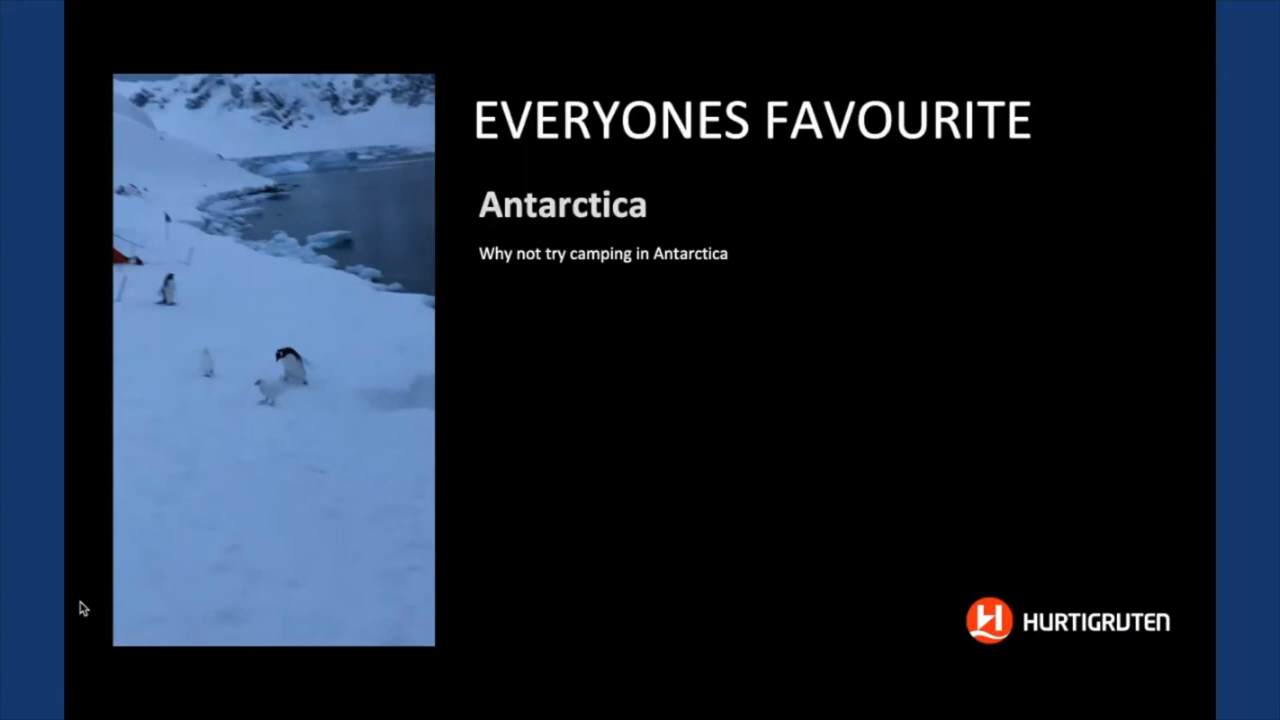 EVERYONES FAVOURITE
Antarctica
Why not try camping in Antarctica
HURTIGRUTEN